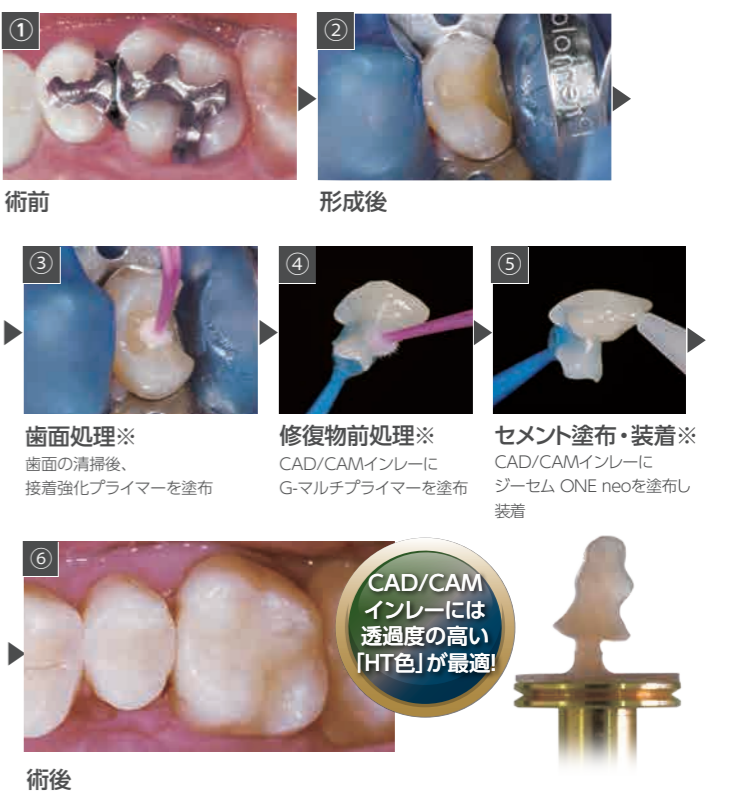 ①
②
術前
形成後
③
④
⑤
歯面処理※
歯面の清掃後、
接着強化プライマーを塗布
修復物前処理※
CAD/CAMインレーに
G-マルチプライマーを塗布
セメント塗布・装着※
CAD/CAMインレーに
ジーセム ONE neoを塗布し
装着
⑥
CAD/CAM
インレーには
透過度の高い
「HT色」が最適!
術後